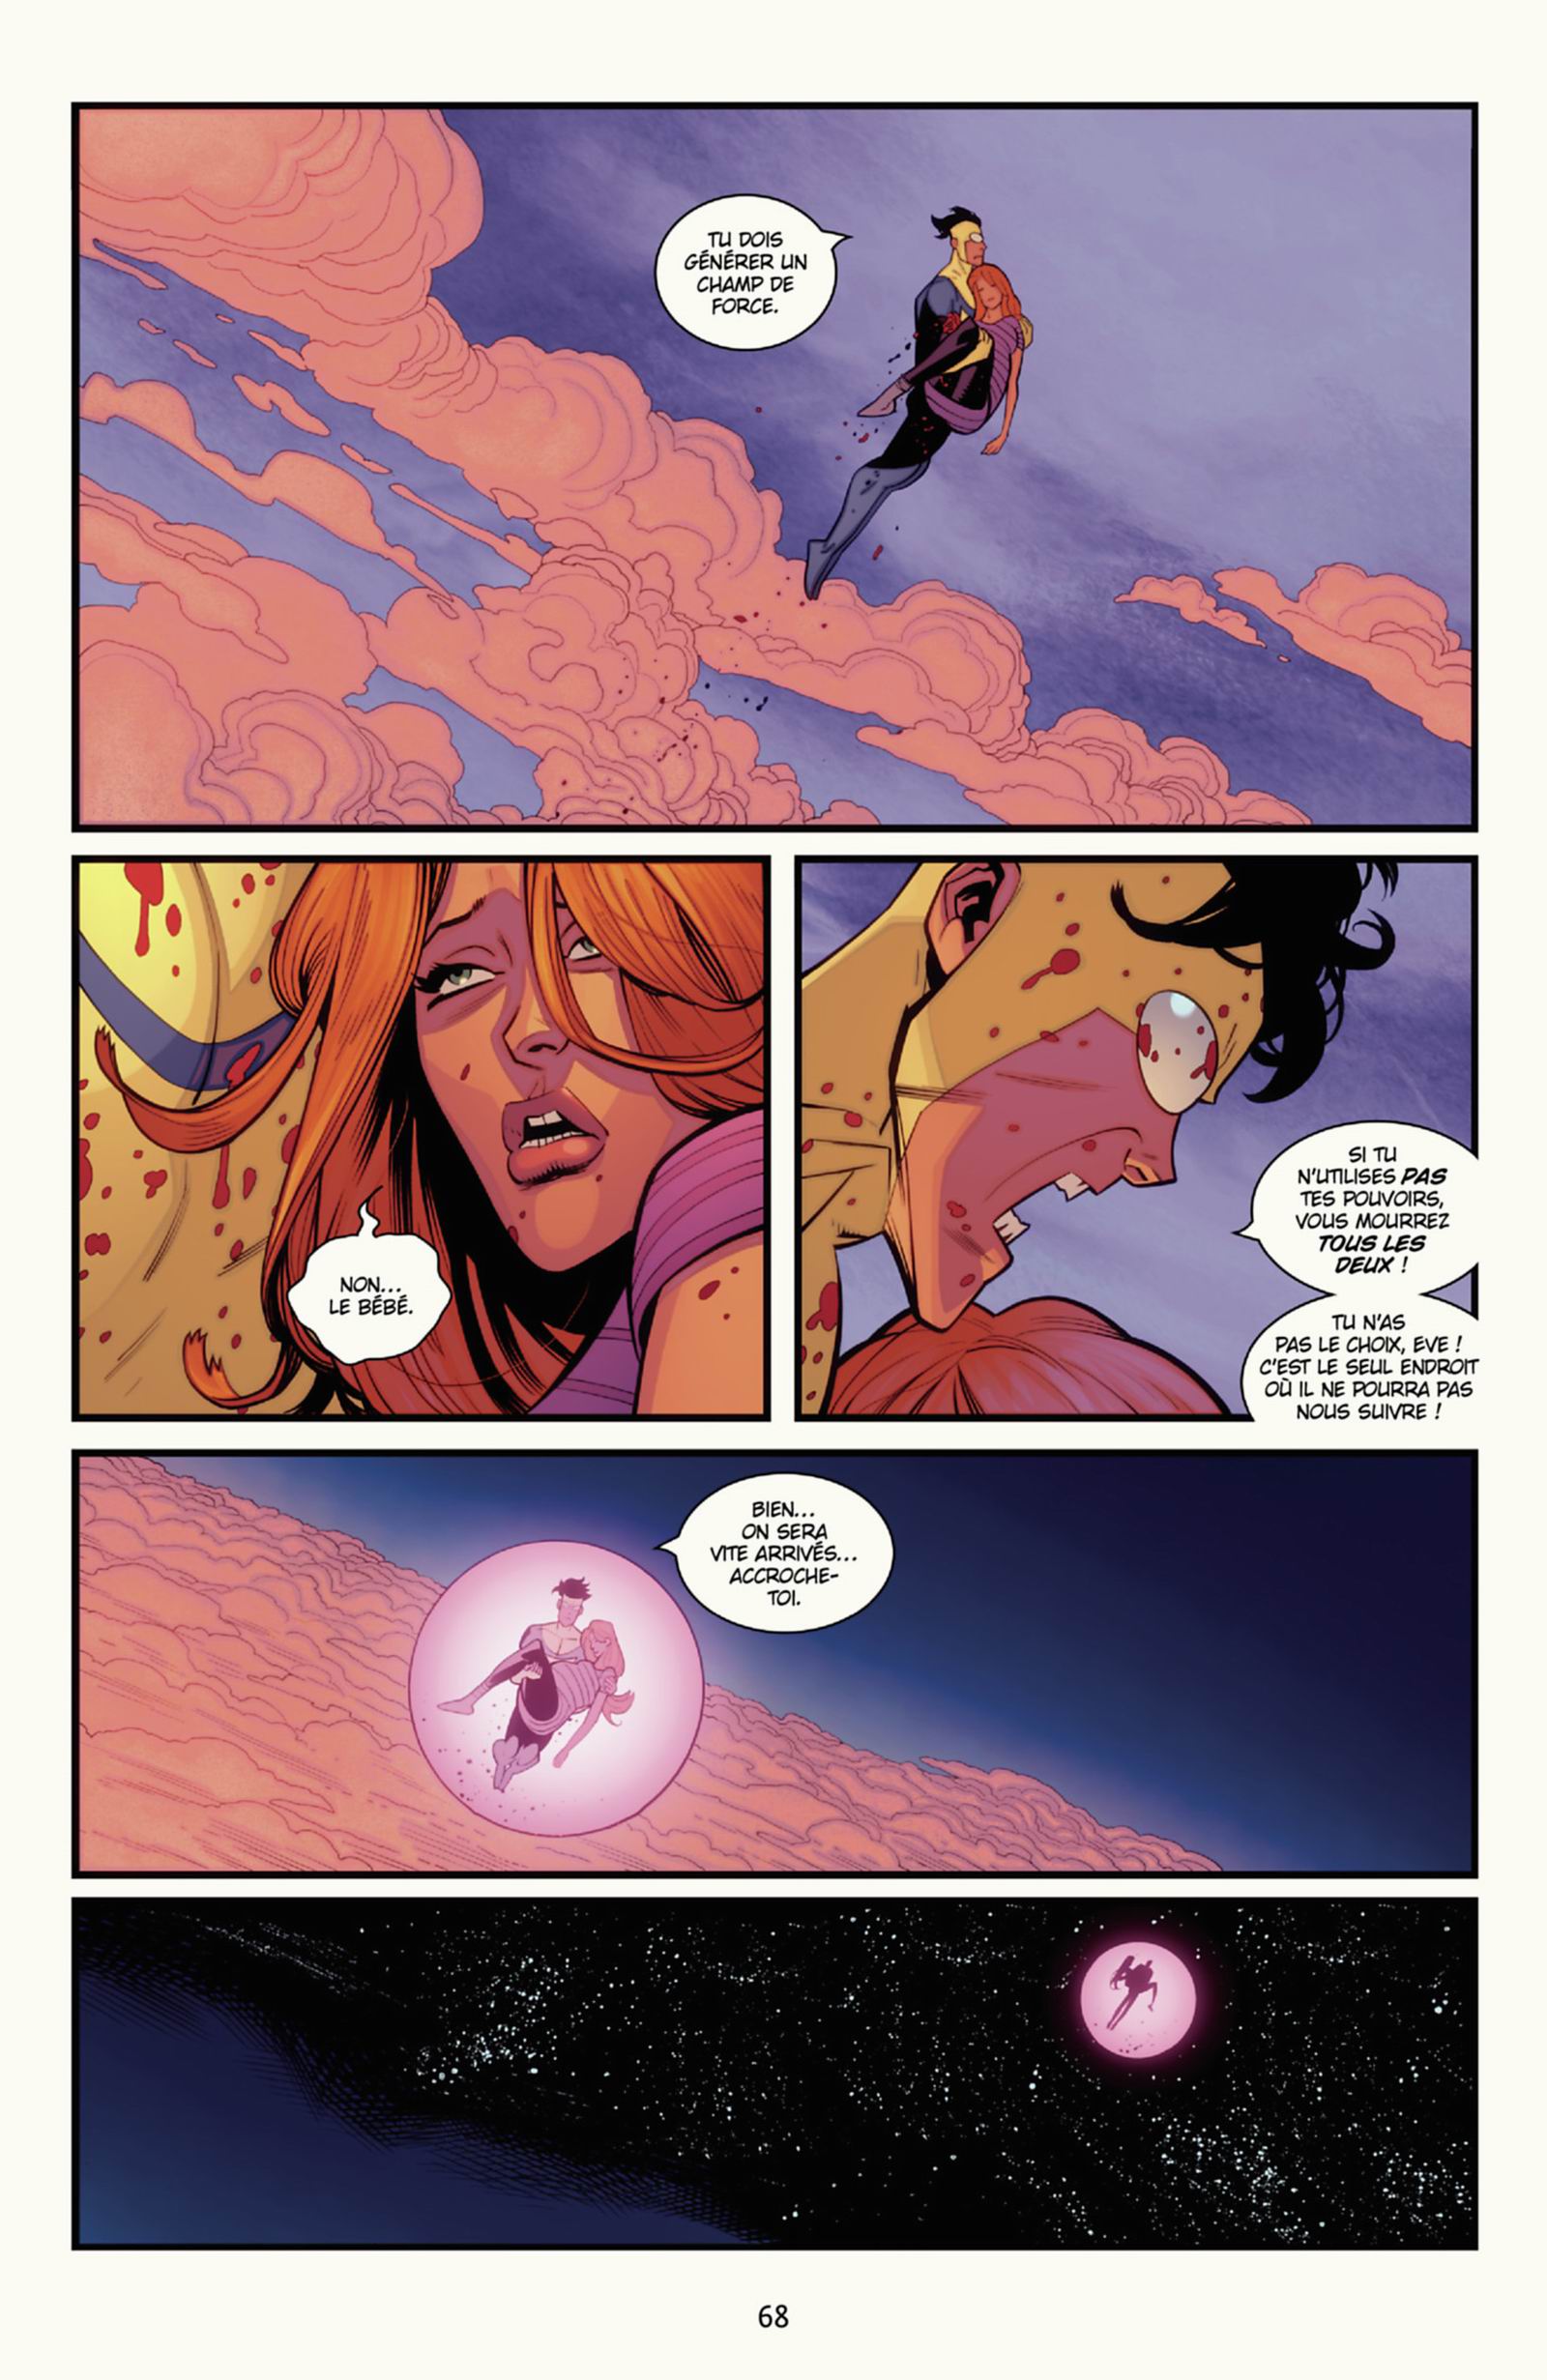 TU DOIS
GÉNÉRER UN
CHAMP DE
FORCE.
NON...
LE BÉBÉ.
SI TU
N'UTILISES PAS
TES POUVOIRS,
VOUS MOURREZ
TOUS LES
DEUX !
TU N'AS
PAS LE CHOIX, EVE !
C'EST LE SEUL ENDROIT
OÙ IL NE POURRA PAS
NOUS SUIVRE !
BIEN...
ON SERA
VITE ARRIVÉS...
ACCROCHE-
TOI.
68